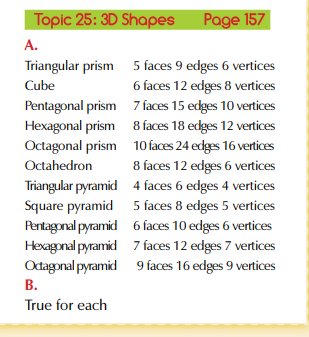 Topic 25: 3D Shapes Page 157
A.
Triangular prism 5 faces 9 edges 6 vertices
Cube 6 faces 12 edges 8 vertices
Pentagonal prism 7 faces 15 edges 10 vertices
Hexagonal prism 8 faces 18 edges 12 vertices
Octagonal prism 10 faces 24 edges 16 vertices
Octahedron 8 faces 12 edges 6 vertices
Triangular pyramid 4 faces 6 edges 4 vertices
Square pyramid 5 faces 8 edges 5 vertices
Pentagonal pyramid 6 faces 10 edges 6 vertices
Hexagonal pyramid 7 faces 12 edges 7 vertices
Octagonal pyramid 9 faces 16 edges 9 vertices
B.
True for each